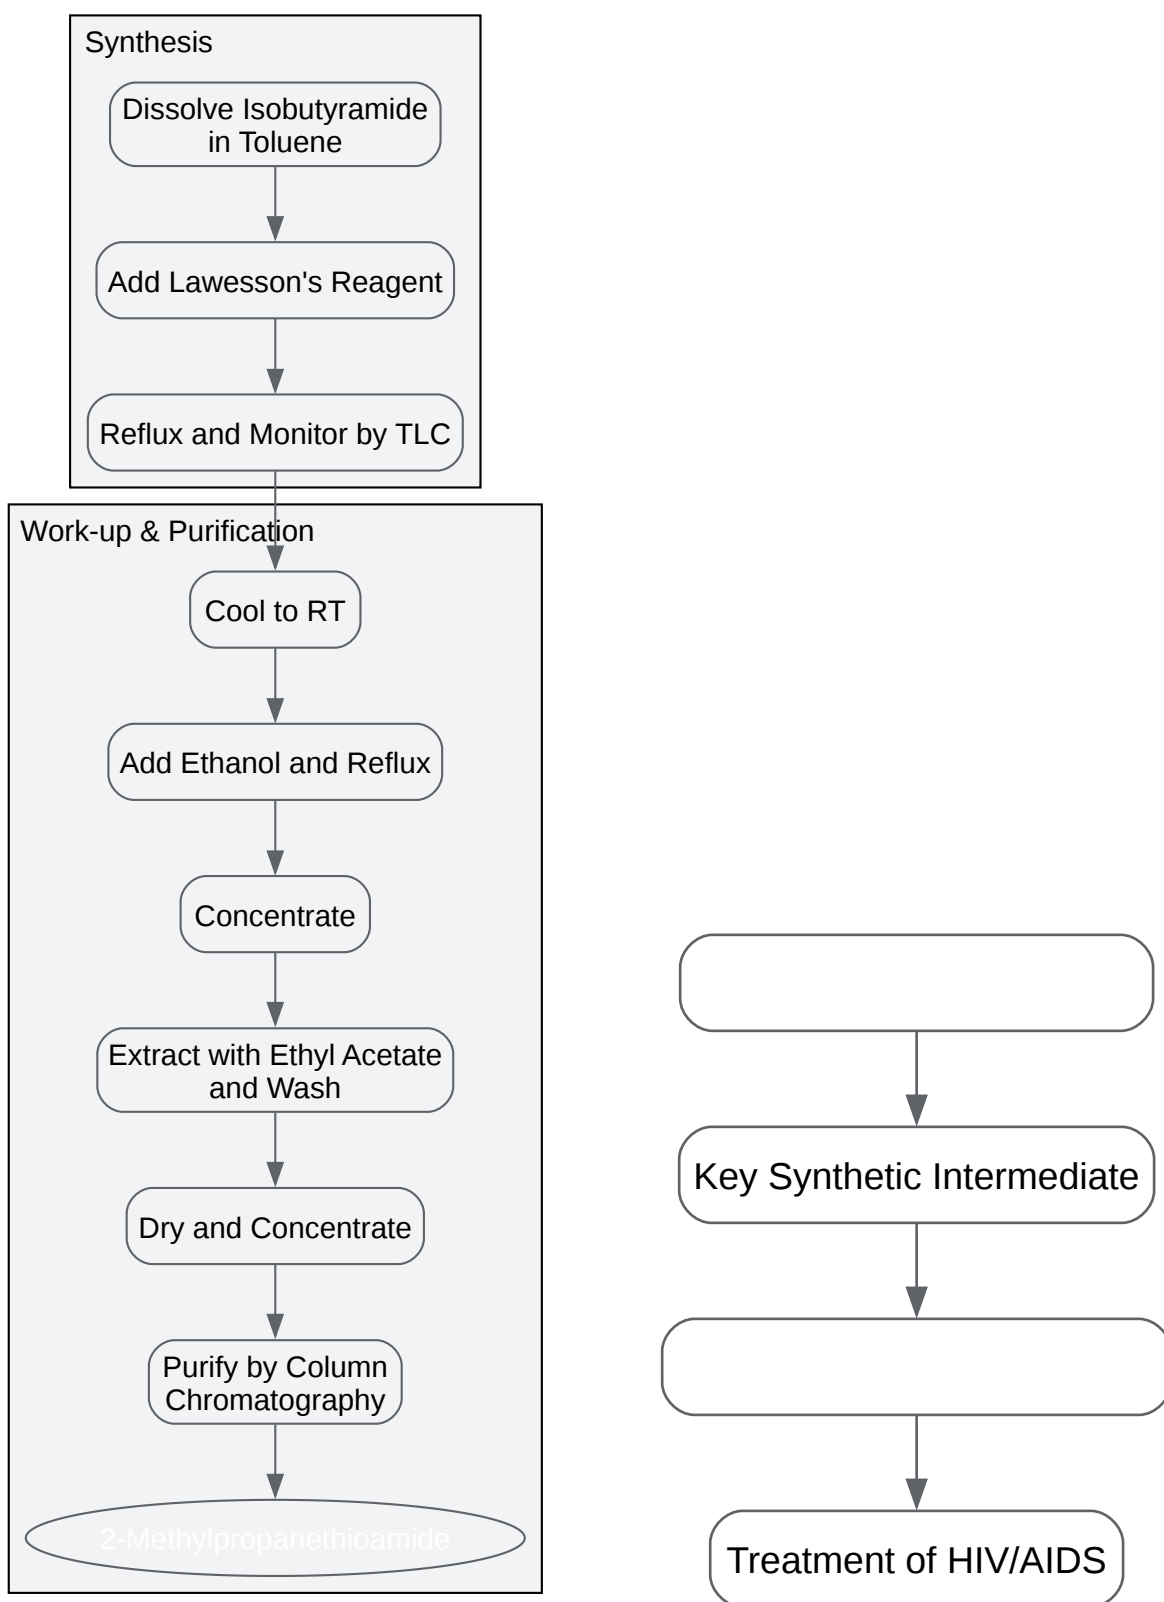 Synthesis
Dissolve Isobutyramide
in Toluene
Add Lawesson's Reagent
Reflux and Monitor by TLC
Work-up & Purification
Cool to RT
Add Ethanol and Reflux
Concentrate
Extract with Ethyl Acetate
and Wash
Dry and Concentrate
Purify by Column
Chromatography
2-Methylpropanethioamide
Key Synthetic Intermediate
Treatment of HIV/AIDS